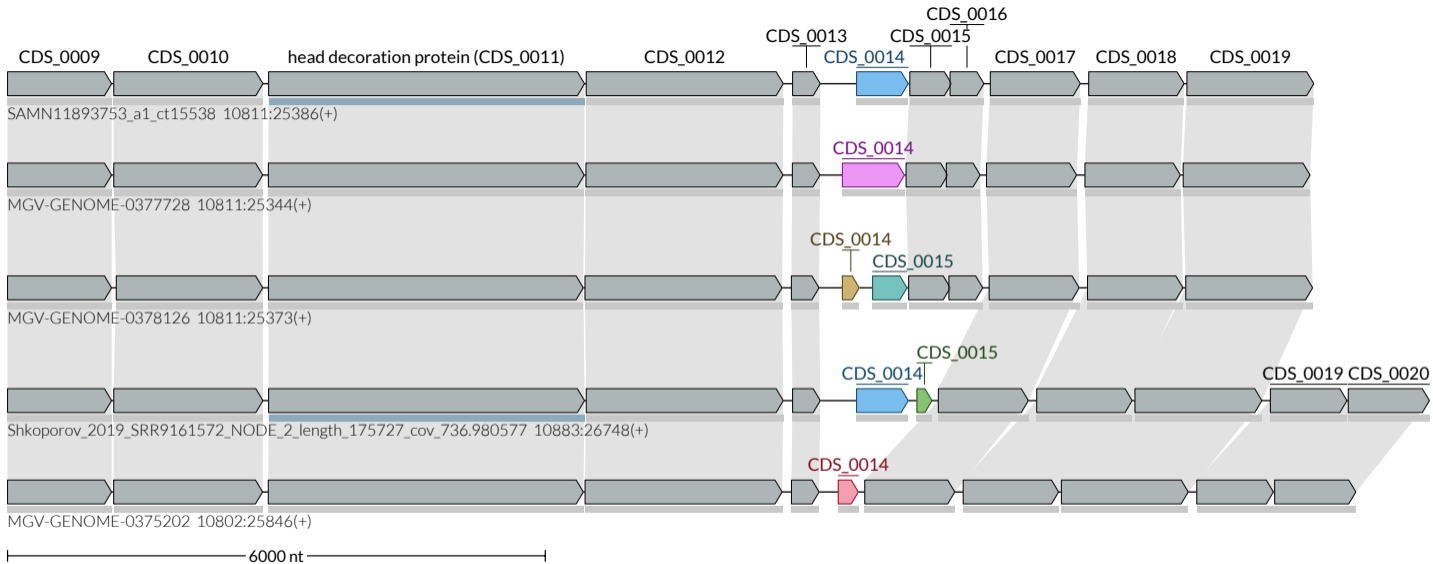 CDS_0016
CDS_0013 CDS_0015
CDS_0009 CDS_0010 head decoration protein (CDS_0011) CDS_0012 CDS_0014 CDS_0017 CDS_0018 CDS_0019
SAMN11893753_a1_ct15538 10811:25386(+)
CDS_0014
MGV-GENOME-0377728 10811:25344(+)
CDS_0014
CDS_0015
MGV-GENOME-0378126 10811:25373(+)
CDS_0015
CDS_0014 CDS_0019 CDS_0020
Shkoporov_2019_SRR9161572_NODE_2_length_175727_cov_736.980577 10883:26748(+)
CDS_0014
MGV-GENOME-0375202 10802:25846(+)
6000 nt